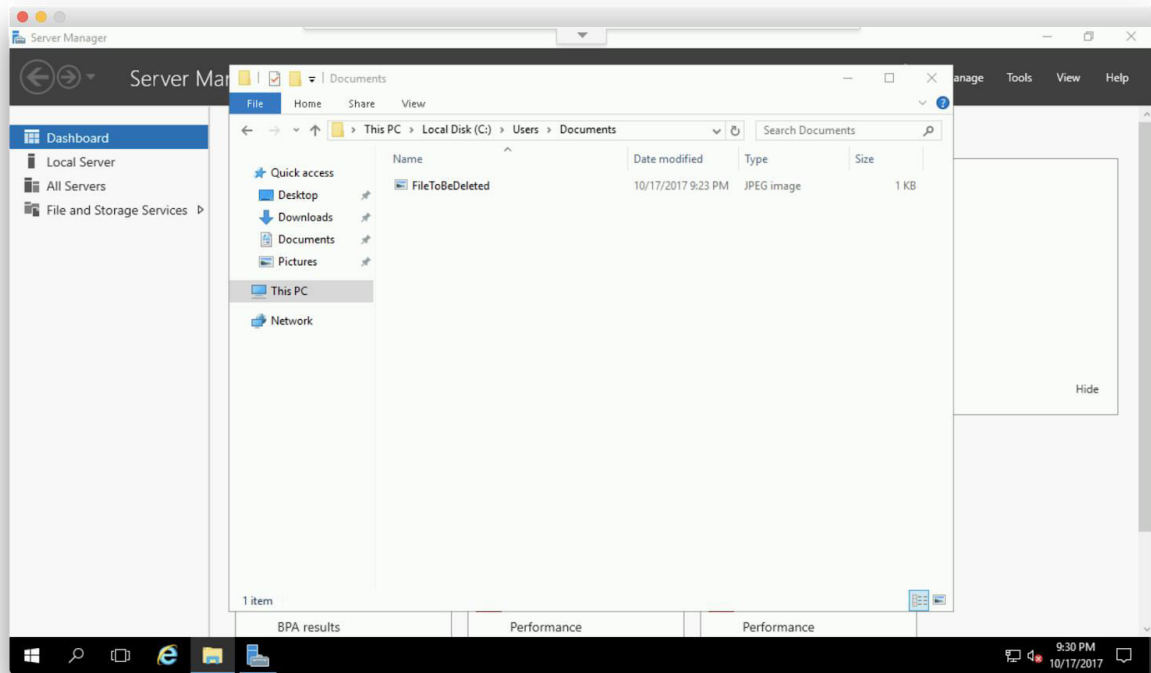 Server Manager
Server Mar
anage Tools View Help
Documents
File Home Share View
This PC > Local Disk (C:) > Users > Documents
Search Documents
Dashboard
Local Server
All Servers
File and Storage Services
Quick access
Desktop
Downloads
Documents
Pictures
This PC
Network
Name Date modified Type Size
FileToBeDeleted 10/17/2017 9:23 PM JPEG image 1 KB
Hide
1 item
BPA results Performance Performance
9:30 PM
10/17/2017